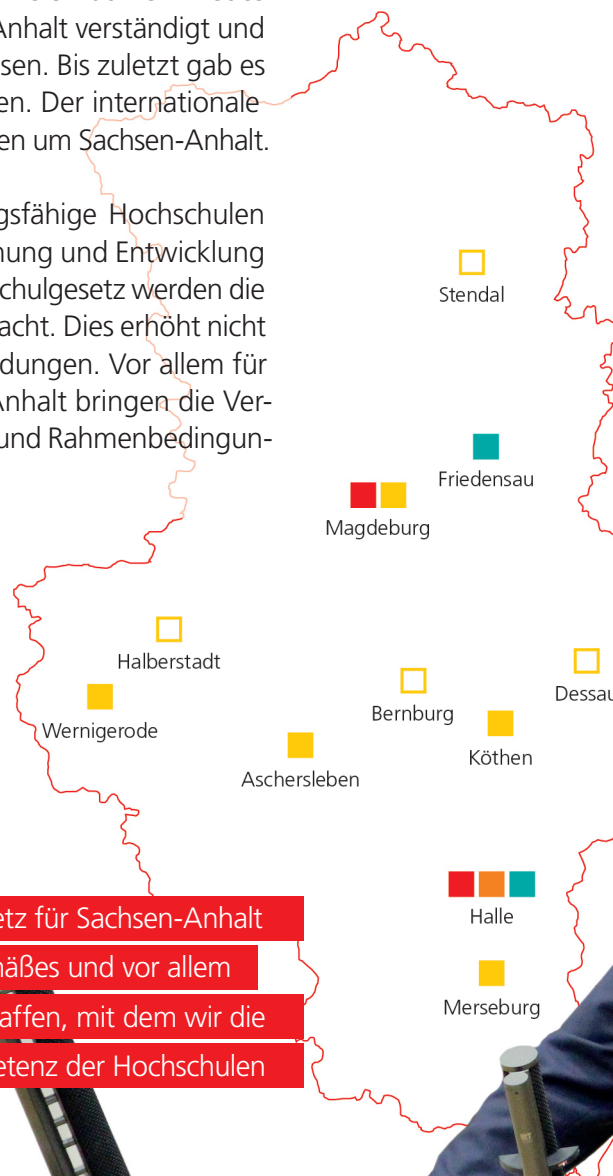 Anhalt verständigt und
sen. Bis zuletzt gab es
en. Der internationale
en um Sachsen-Anhalt.
gsfähige Hochschulen
nung und Entwicklung
schulgesetz werden die
acht. Dies erhöht nicht
dungen. Vor allem für
Anhalt bringen die Ver-
und Rahmenbedingun-
Stendal
Friedensau
Magdeburg
Halberstadt
Wernigerode
Bernburg
Dessau
Köthen
Aschersleben
Halle
Merseburg
etz für Sachsen-Anhalt
mäßes und vor allem
affen, mit dem wir die
etenz der Hochschulen